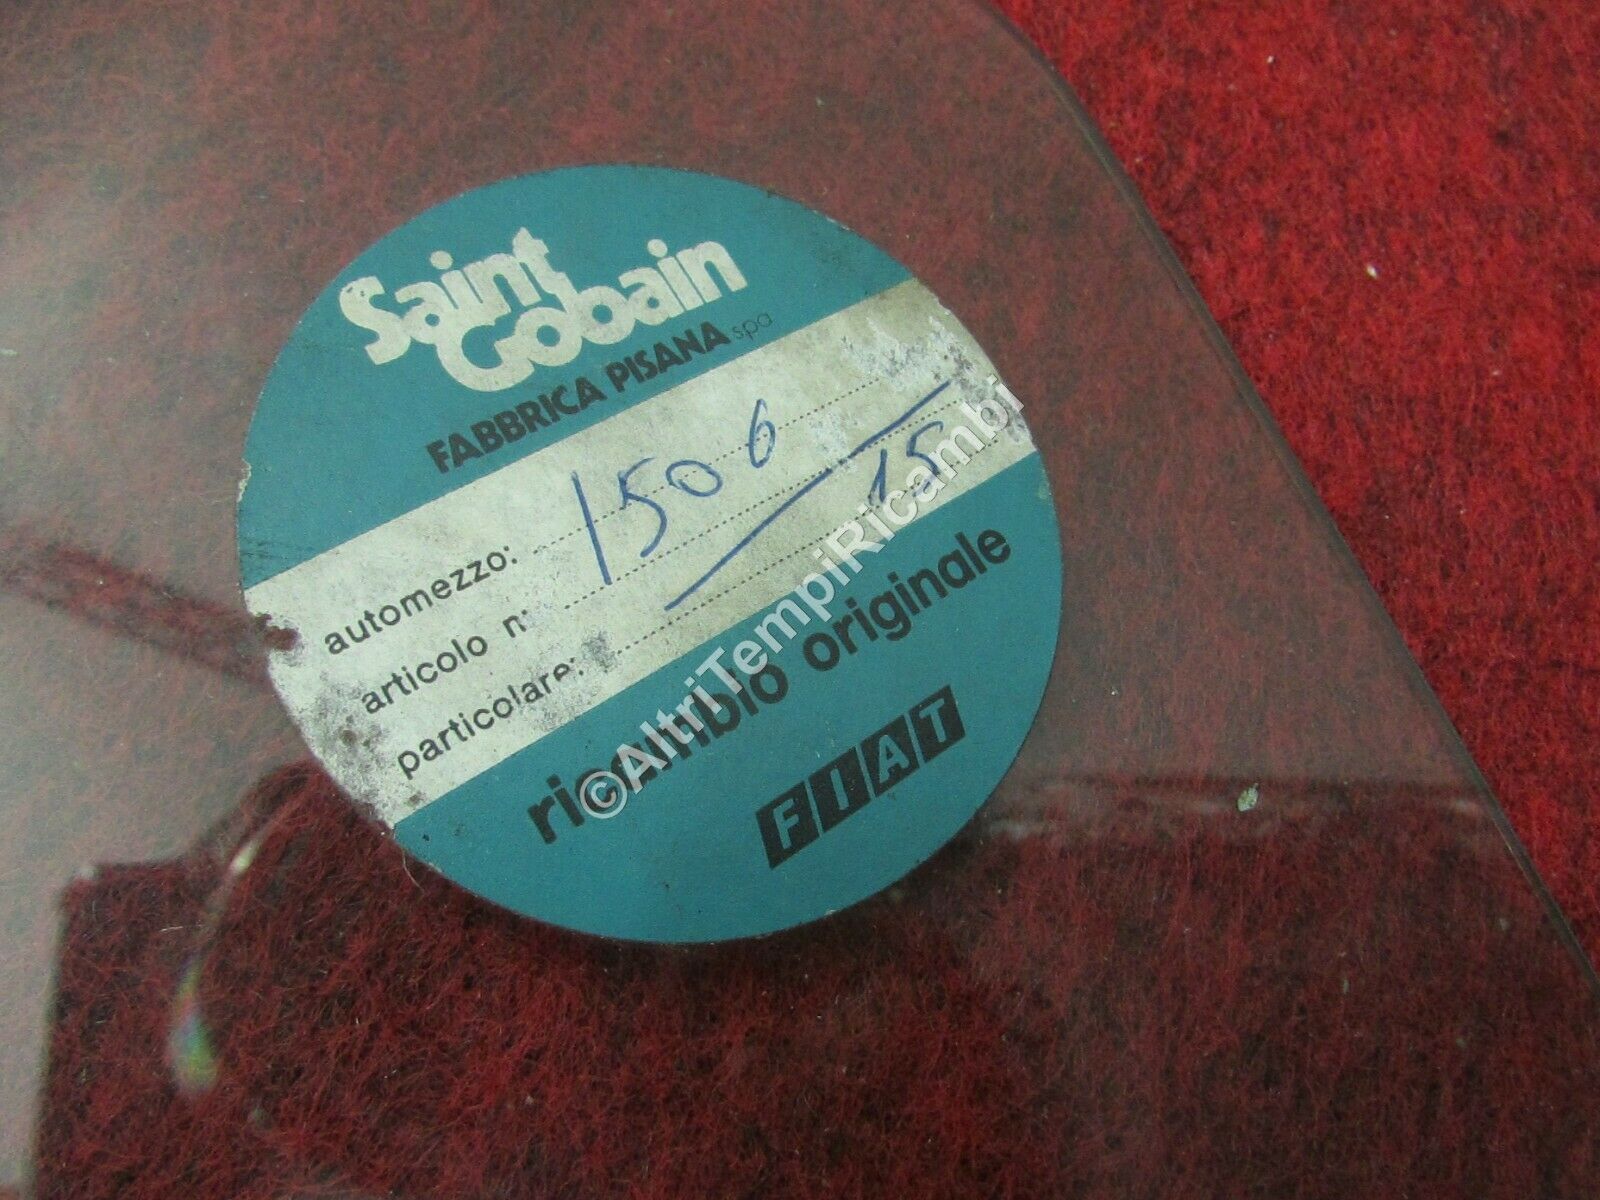 Saint
Gobain
FABBRICA PISANA spa
automezzo: 1506
articolo n:
particolare: 15
ricambio originale
FIAT
©AltriTempiRicambi